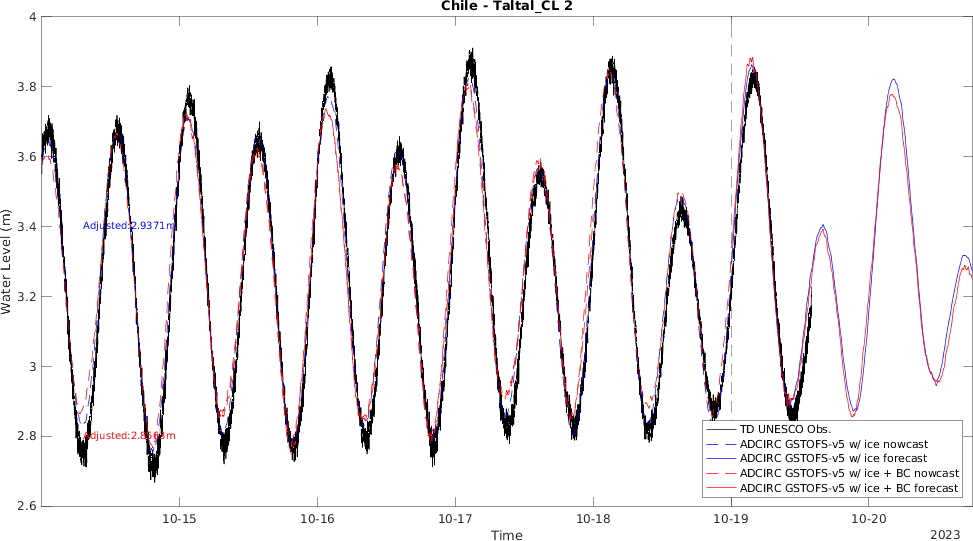 Chile - Taltal_CL 2
4
3.8
3.6
3.4
3.2
3
2.8
2.6
Water Level (m)
Adjusted:2.9371m
TD UNESCO Obs.
ADCIRC GSTOFS-v5 w/ ice nowcast
ADCIRC GSTOFS-v5 w/ ice forecast
ADCIRC GSTOFS-v5 w/ ice + BC nowcast
ADCIRC GSTOFS-v5 w/ ice + BC forecast
10-15
10-16
10-17
10-18
10-19
10-20
Time
2023